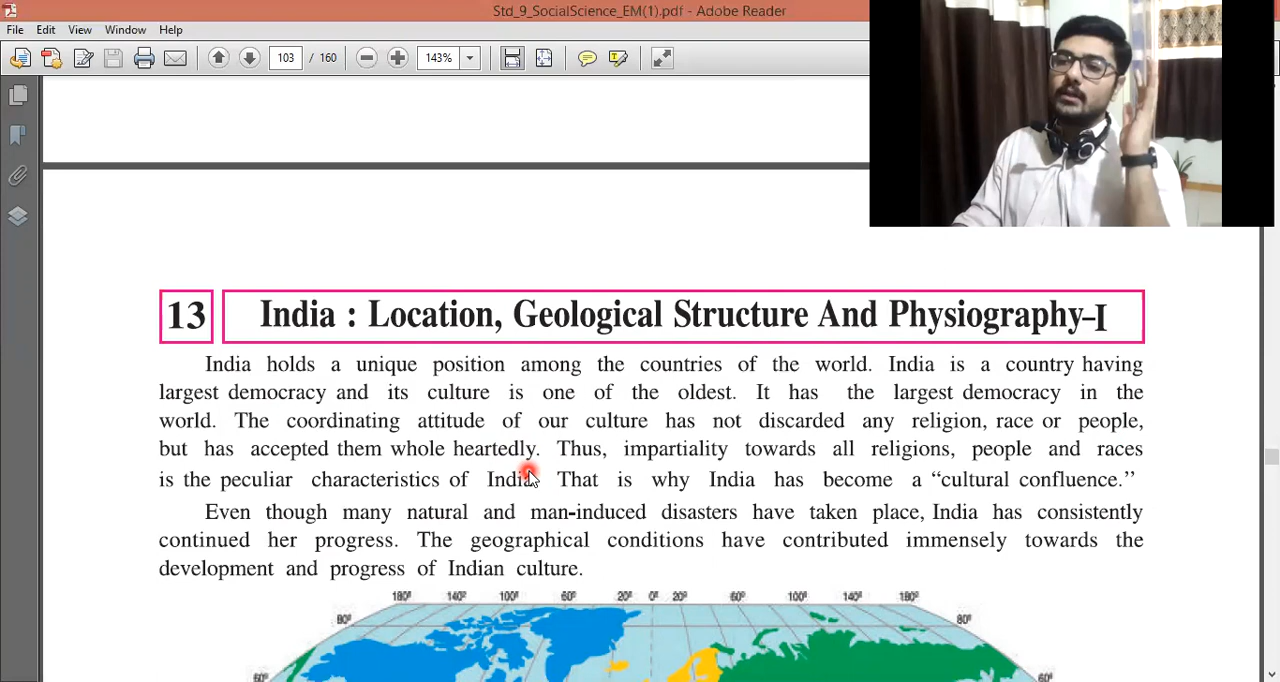 Std_9_SocialScience_EM(1).pdf - Adobe Reader
File Edit View Window Help
103 / 160 143%
13 India : Location, Geological Structure And Physiography-I
India holds a unique position among the countries of the world. India is a country having
largest democracy and its culture is one of the oldest. It has the largest democracy in the
world. The coordinating attitude of our culture has not discarded any religion, race or people,
but has accepted them whole heartedly. Thus, impartiality towards all religions, people and races
is the peculiar characteristics of India. That is why India has become a “cultural confluence.’’
Even though many natural and man-induced disasters have taken place, India has consistently
continued her progress. The geographical conditions have contributed immensely towards the
development and progress of Indian culture.
180° 140° 100° 60° 20° 0° 20° 60° 100° 140° 180°
80° 80°
60° 60°